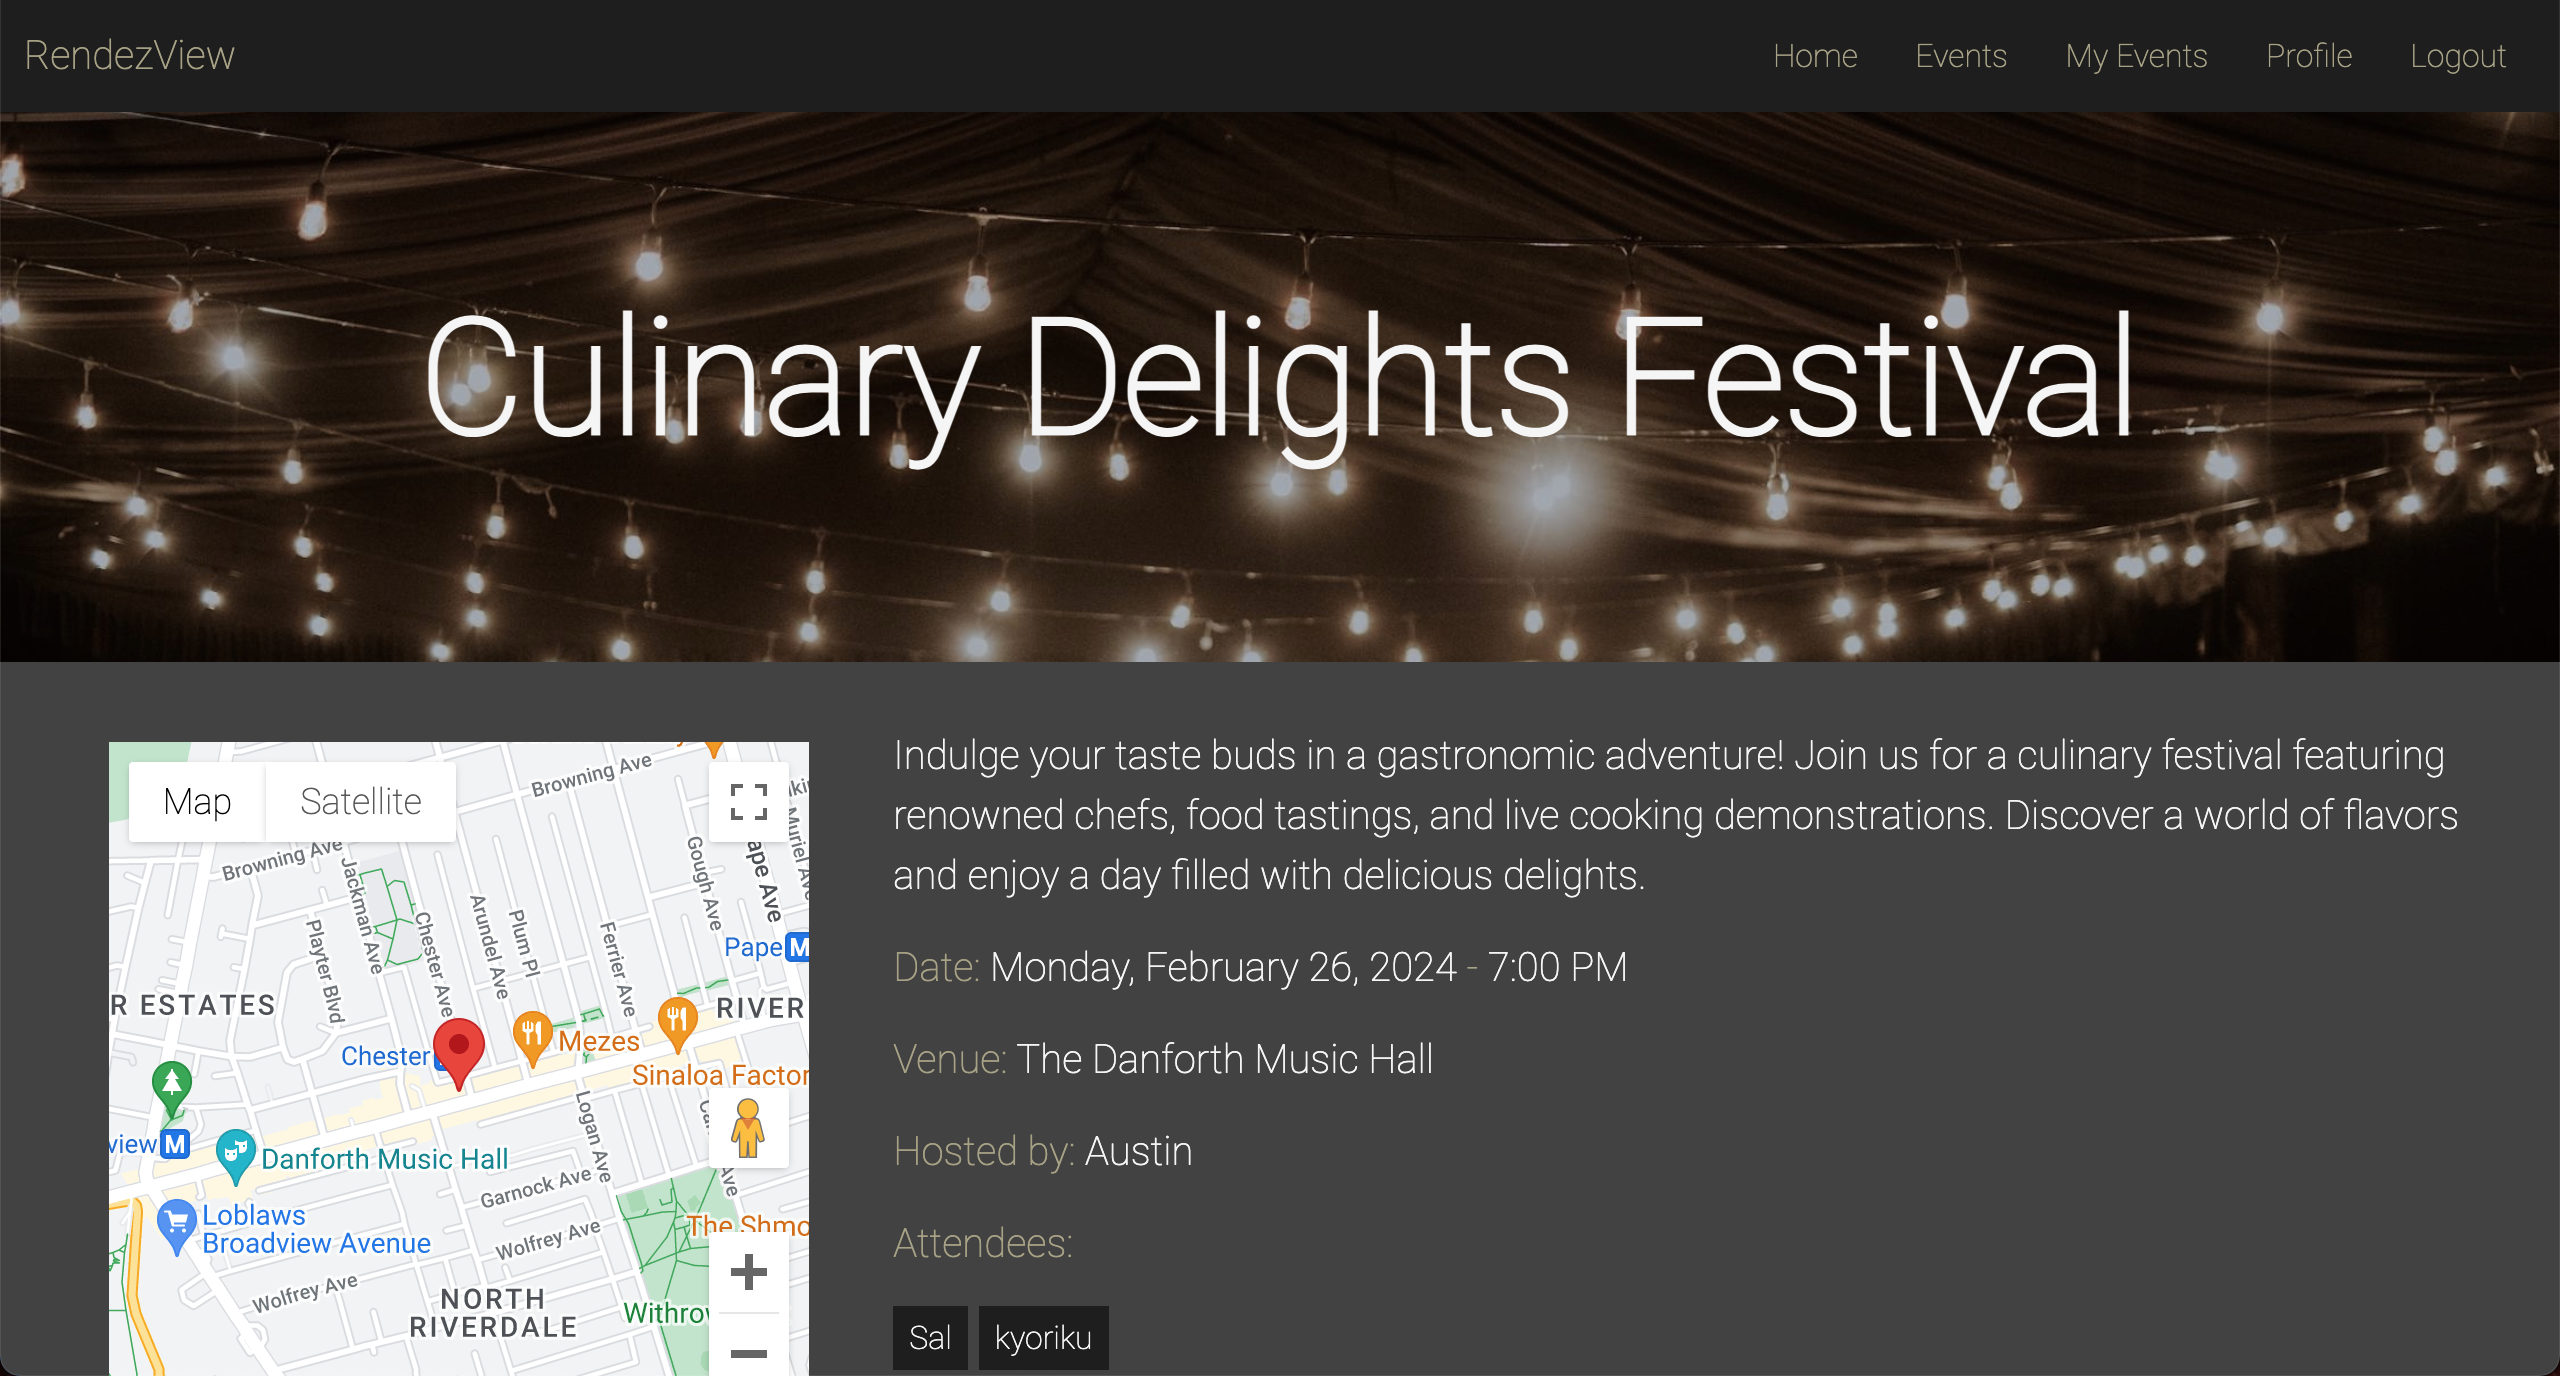 RendezView
Home
Events
My Events
Profile
Logout
Culinary Delights Festival
Map
Satellite
Browning Ave
Browning Ave
Jackman Ave
Chester Ave
Playter Blvd
Arundel Ave
Plum Pl
Ferrier Ave
Gough Ave
ape Ave
Muriel Av
Pape M
R ESTATES
RIVER
Chester
Mezes
Sinaloa Factor
view M
Danforth Music Hall
Logan Ave
Garnock Ave
Ave
Loblaws
Broadview Avenue
Wolfrey Ave
Wolfrey Ave
The Shmo
NORTH
RIVERDALE
Withro
Indulge your taste buds in a gastronomic adventure! Join us for a culinary festival featuring
renowned chefs, food tastings, and live cooking demonstrations. Discover a world of flavors
and enjoy a day filled with delicious delights.
Date: Monday, February 26, 2024 - 7:00 PM
Venue: The Danforth Music Hall
Hosted by: Austin
Attendees:
Sal
kyoriku